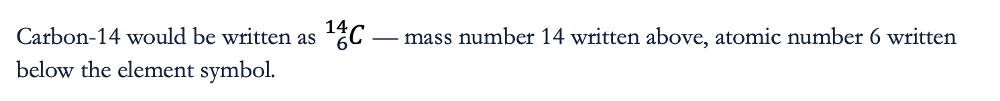 Carbon-14 would be written as ¹⁴₆C — mass number 14 written above, atomic number 6 written
below the element symbol.